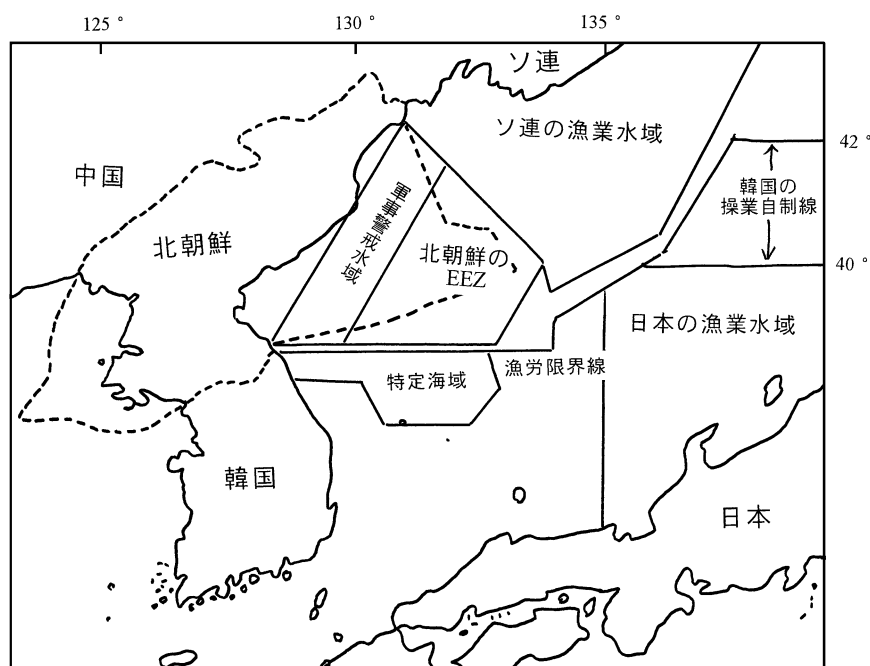 125°
130°
135°
ソ連
ソ連の漁業水域
42°
中国
韓国の
操業自制線
軍事警戒水域
北朝鮮
北朝鮮の
EEZ
40°
日本の漁業水域
漁労限界線
特定海域
韓国
日本